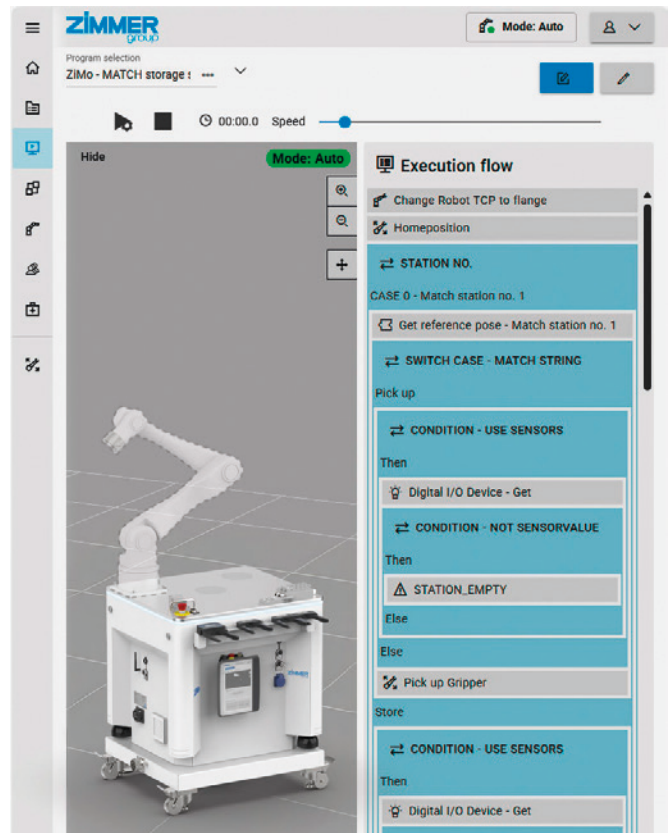 ZIMMER
group
Mode: Auto
Program selection
ZiMo - MATCH storage s ...
00:00.0 Speed
Hide
Mode: Auto
Execution flow
Change Robot TCP to flange
Homeposition
STATION NO.
CASE 0 - Match station no. 1
Get reference pose - Match station no. 1
SWITCH CASE - MATCH STRING
Pick up
CONDITION - USE SENSORS
Then
Digital I/O Device - Get
CONDITION - NOT SENSORVALUE
Then
STATION_EMPTY
Else
Else
Pick up Gripper
Store
CONDITION - USE SENSORS
Then
Digital I/O Device - Get
ZIMMER